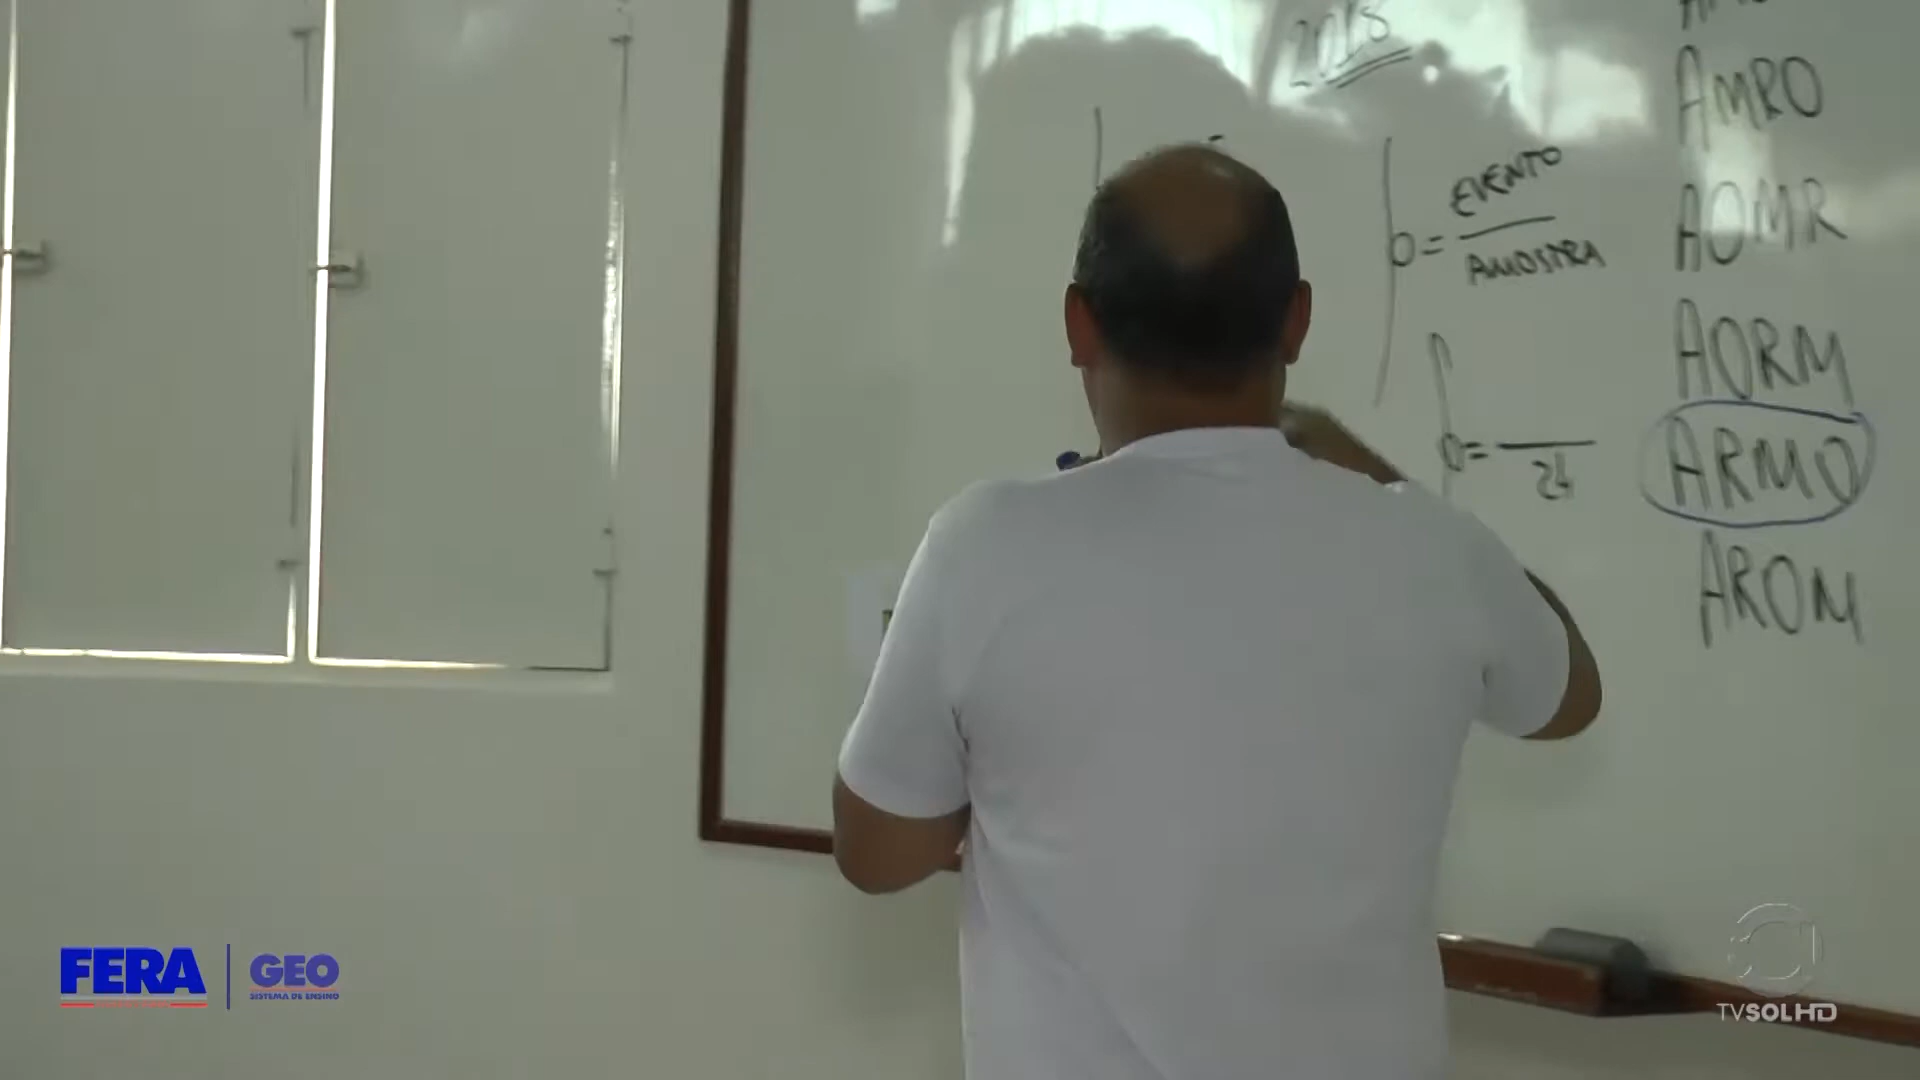 2018
AMRO
EVENTO
P=
AMOSTRA
AOMR
AORM
P=
24
ARMO
AROM
FERA
GEO
SISTEMA DE ENSINO
TVSOLHD